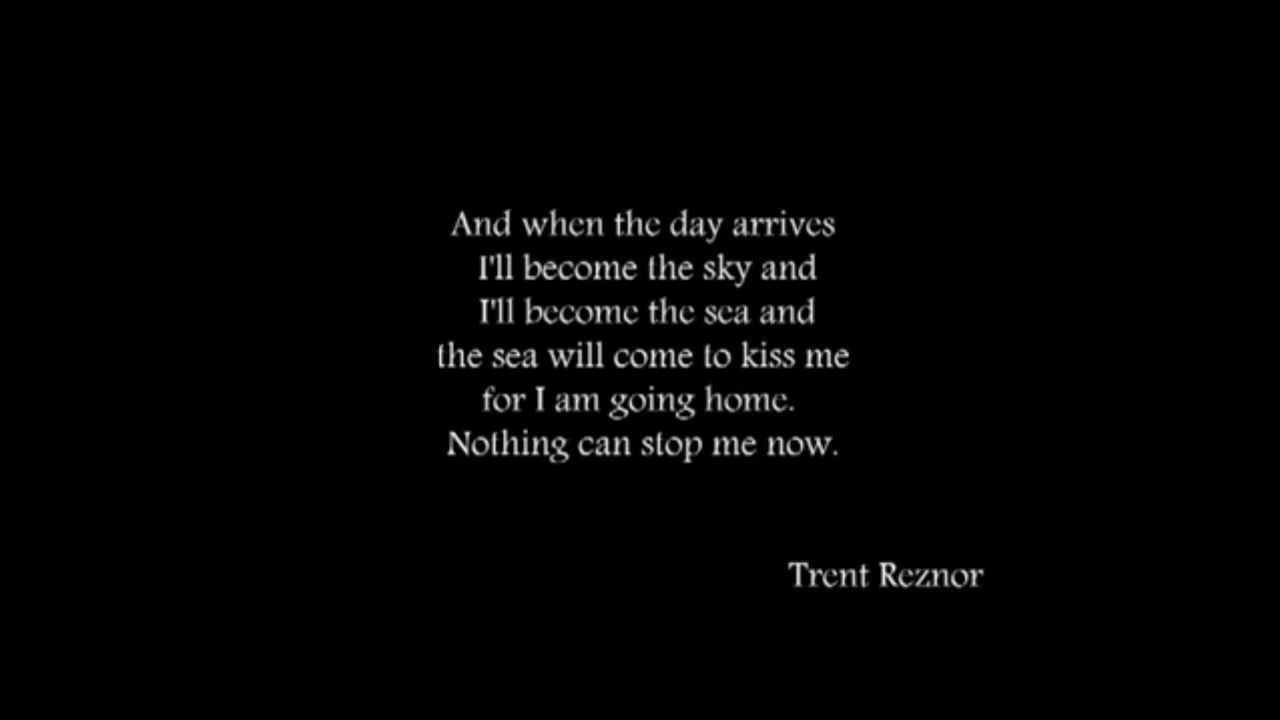 And when the day arrives
I'll become the sky and
I'll become the sea and
the sea will come to kiss me
for I am going home.
Nothing can stop me now.
Trent Reznor